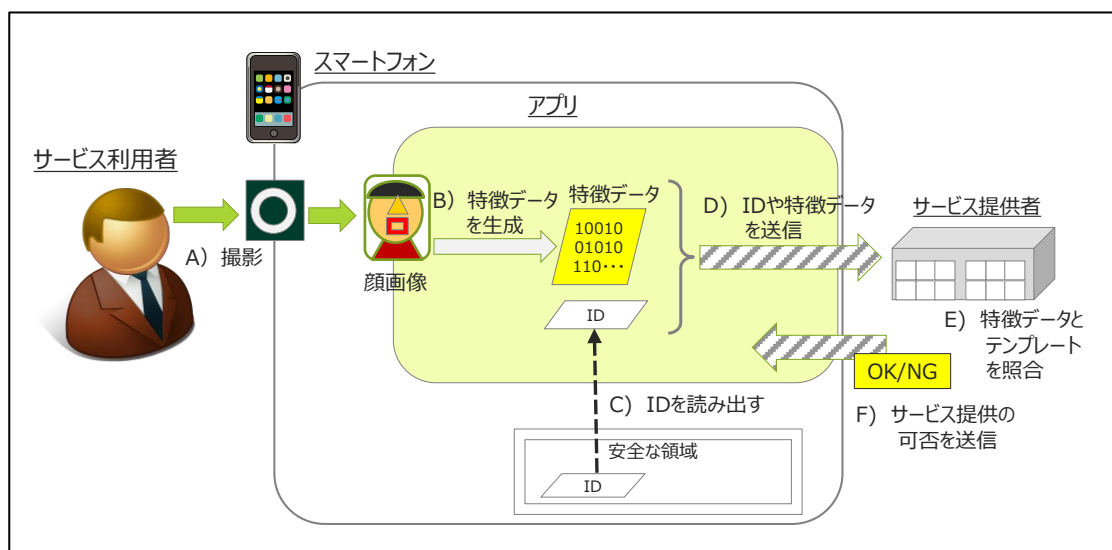 スマートフォン
アプリ
サービス利用者
A）撮影
顔画像
B）特徴データ
を生成
特徴データ
10010
01010
110･･･
ID
C）IDを読み出す
安全な領域
ID
D）IDや特徴データ
を送信
サービス提供者
E）特徴データと
テンプレート
を照合
OK/NG
F）サービス提供の
可否を送信